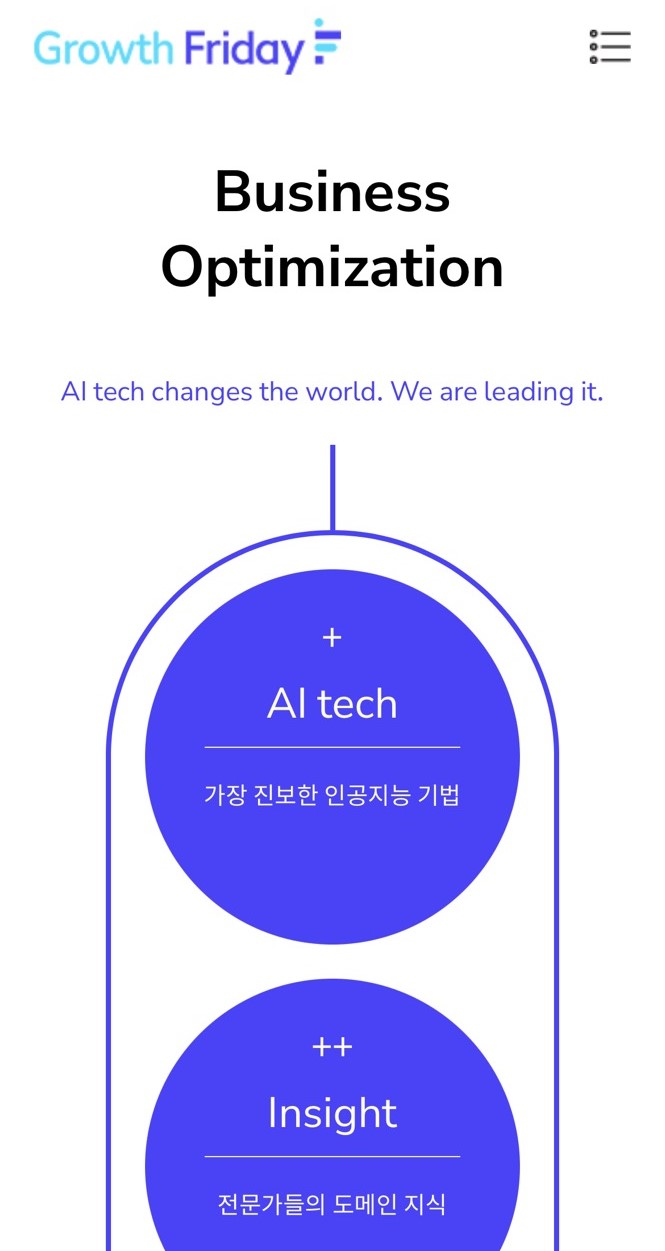 Growth Friday
Business
Optimization
AI tech changes the world. We are leading it.
+
AI tech
가장 진보한 인공지능 기법
++
Insight
전문가들의 도메인 지식